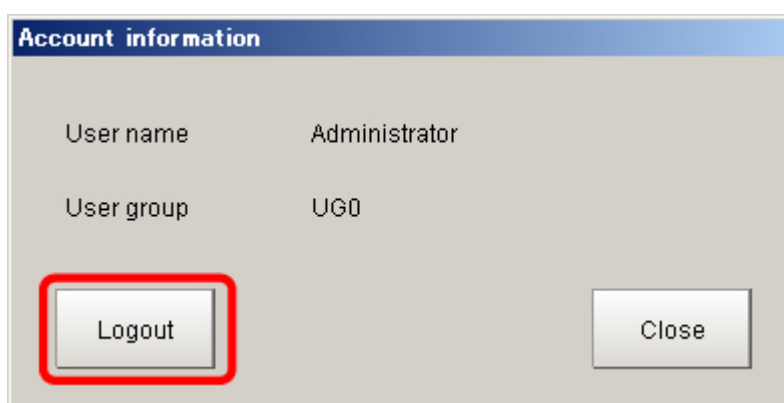 Account information
User name Administrator
User group UG0
Logout Close